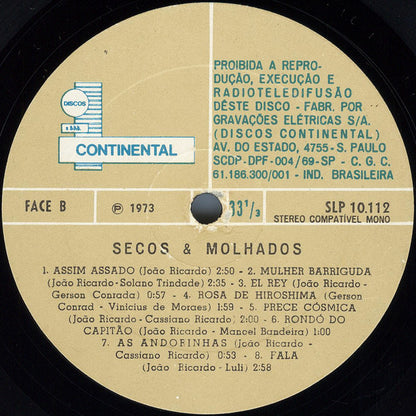 PROIBIDA A REPRO-
DUÇÃO, EXECUÇÃO E
RADIOTELEDIFUSÃO
DÊSTE DISCO - FABR. POR
GRAVAÇÕES ELÉTRICAS S/A.
(DISCOS CONTINENTAL)
AV. DO ESTADO, 4755 - S. PAULO
SCDP-DPF-004/69-SP - C. G. C.
61.186.300/001 - IND. BRASILEIRA
DISCOS
CONTINENTAL
FACE B
Ⓟ 1973
33 1/3
SLP 10.112
STEREO COMPATÍVEL MONO
SECOS & MOLHADOS
1. ASSIM ASSADO (João Ricardo) 2:50 - 2. MULHER BARRIGUDA
(João Ricardo-Solano Trindade) 2:35 - 3. EL REY (João Ricardo-
Gerson Conrada) 0:57 - 4. ROSA DE HIROSHIMA (Gerson
Conrad - Vinicius de Moraes) 1:59 - 5. PRECE CÓSMICA
(João Ricardo - Cassiano Ricardo) - 6. RONDÓ DO
CAPITÃO (João Ricardo - Manoel Bandeira) 1:00
7. AS ANDORINHAS (João Ricardo -
Cassiano Ricardo) 0:53 - 8. FALA
(João Ricardo-Luli) 2:58